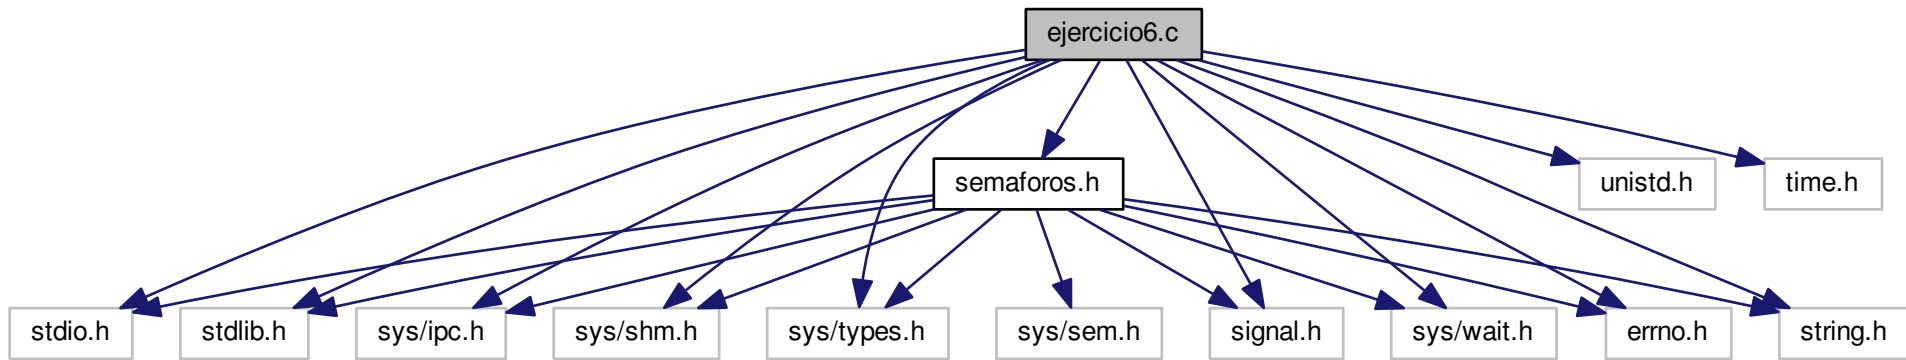 ejercicio6.c
semaforos.h
unistd.h
time.h
stdio.h
stdlib.h
sys/ipc.h
sys/shm.h
sys/types.h
sys/sem.h
signal.h
sys/wait.h
errno.h
string.h